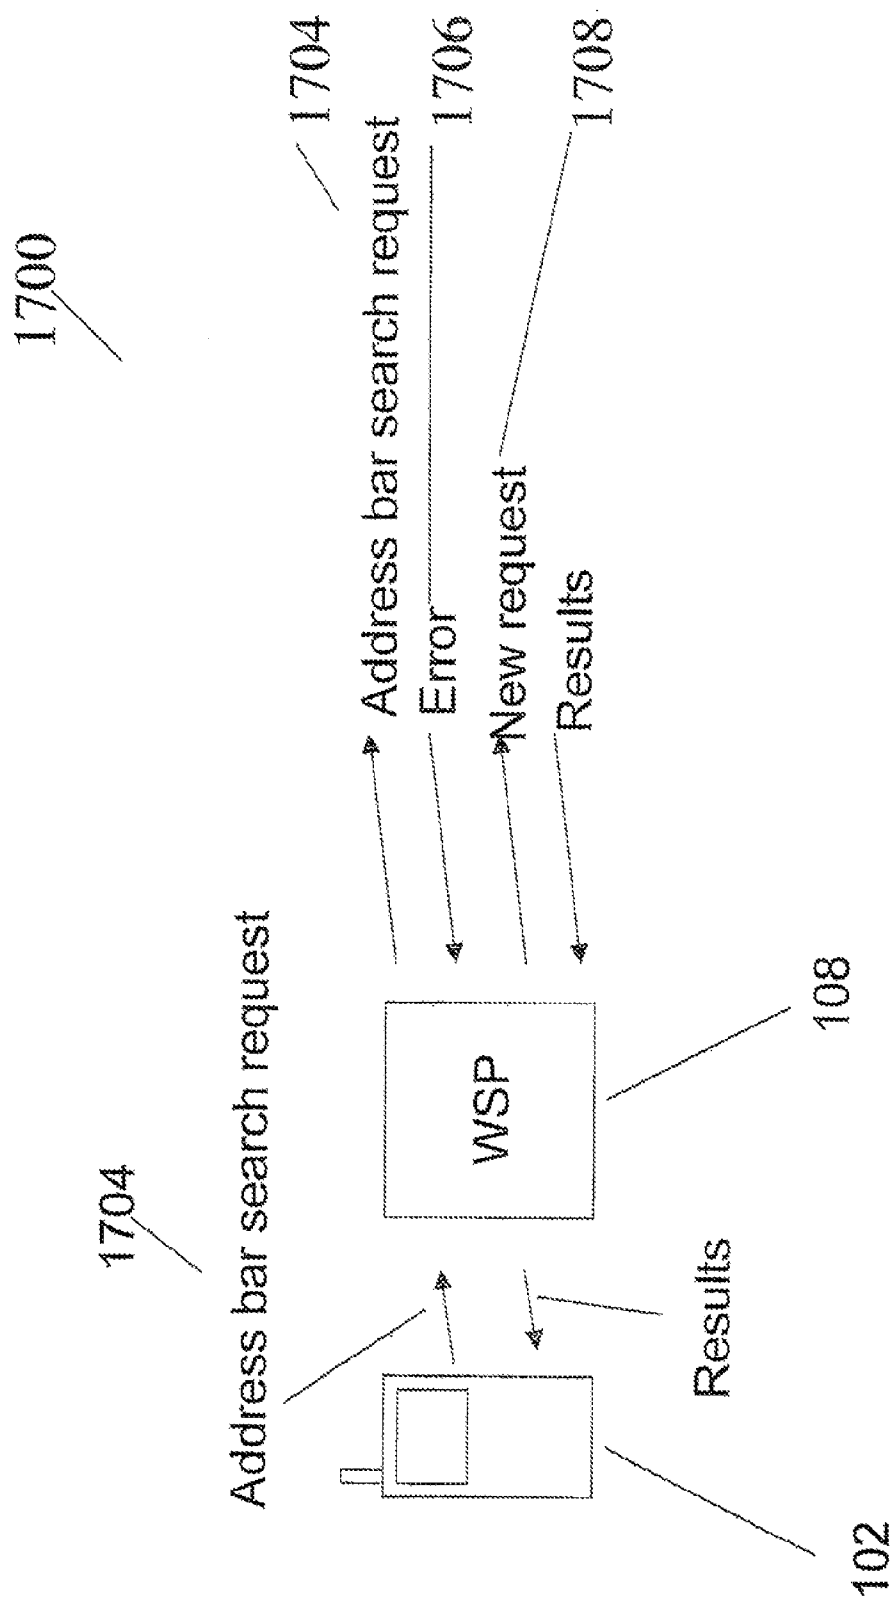 1700
1704
Address bar search request
1704
Address bar search request
1706
Error
1708
New request
Results
WSP
108
Results
102